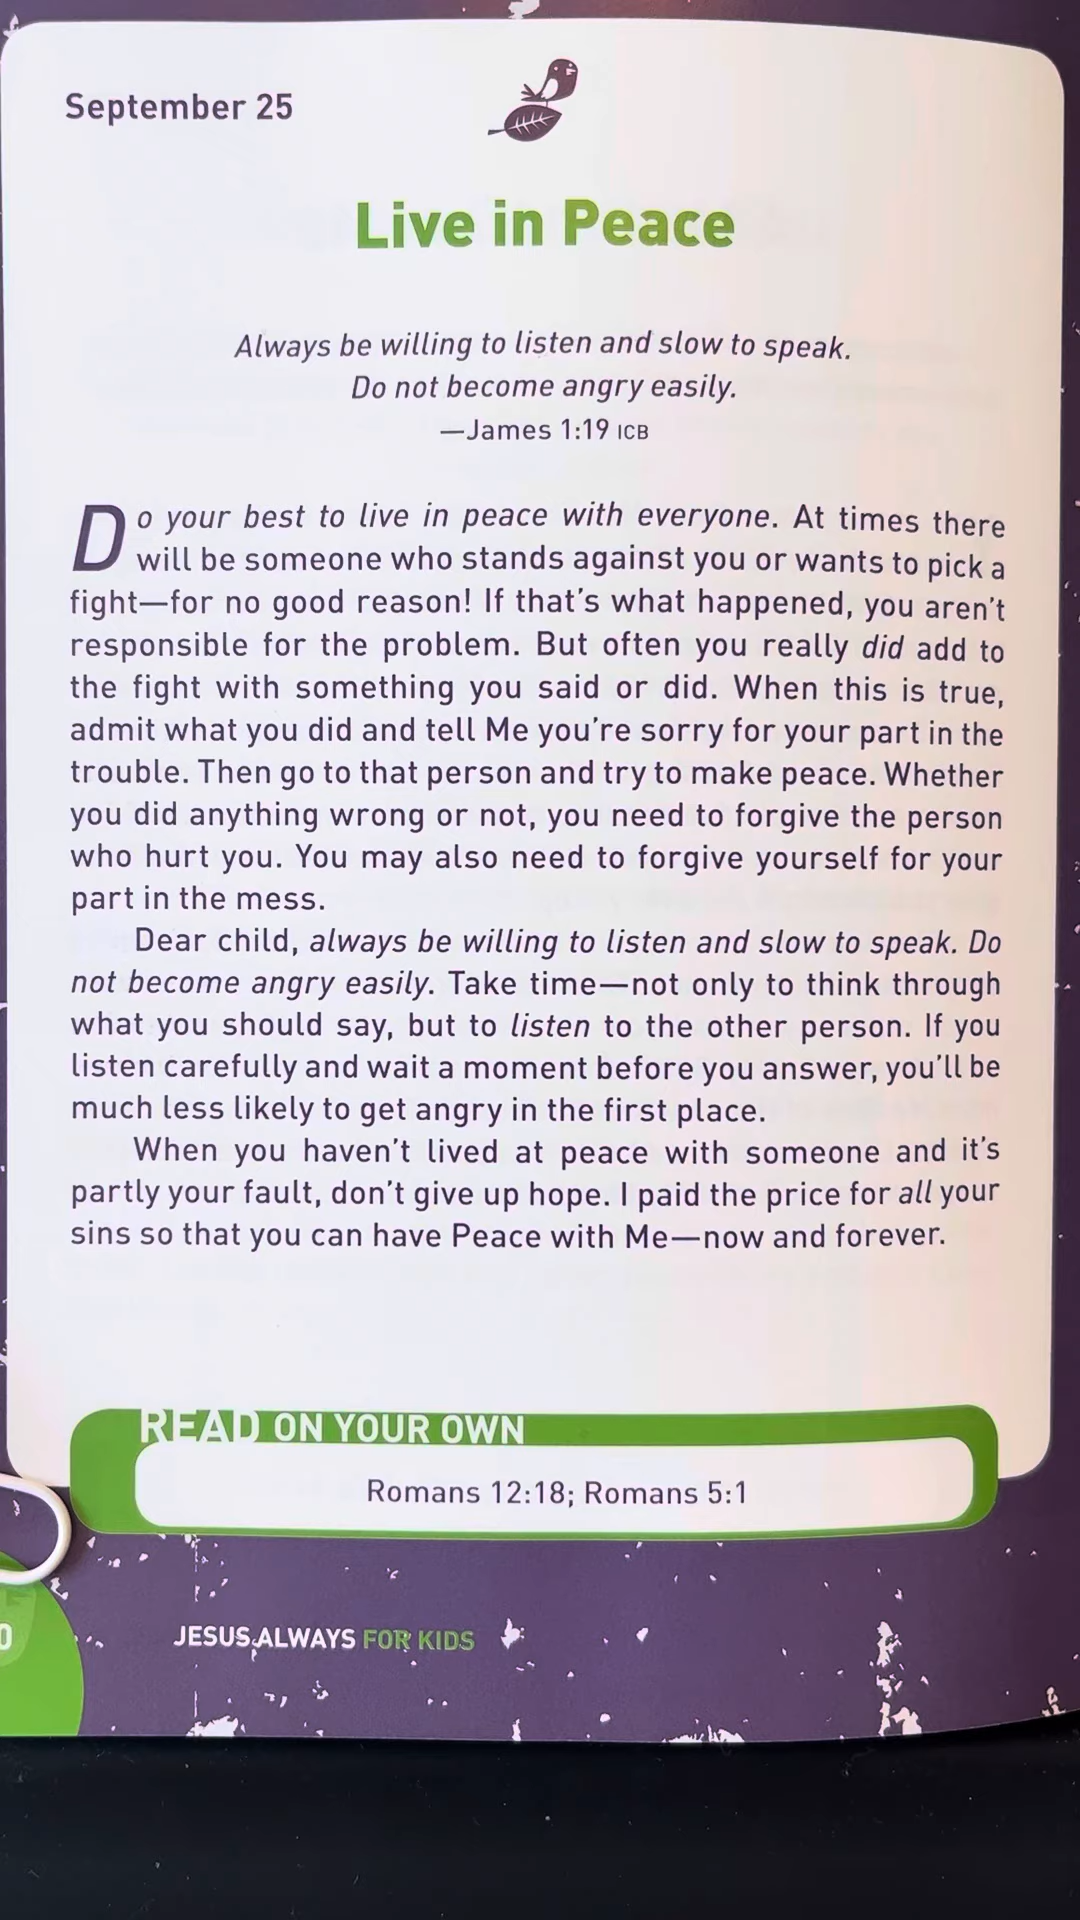 September 25
Live in Peace
Always be willing to listen and slow to speak.
Do not become angry easily.
—James 1:19 ICB
Do your best to live in peace with everyone. At times there
will be someone who stands against you or wants to pick a
fight—for no good reason! If that's what happened, you aren't
responsible for the problem. But often you really did add to
the fight with something you said or did. When this is true,
admit what you did and tell Me you're sorry for your part in the
trouble. Then go to that person and try to make peace. Whether
you did anything wrong or not, you need to forgive the person
who hurt you. You may also need to forgive yourself for your
part in the mess.
Dear child, always be willing to listen and slow to speak. Do
not become angry easily. Take time—not only to think through
what you should say, but to listen to the other person. If you
listen carefully and wait a moment before you answer, you'll be
much less likely to get angry in the first place.
When you haven't lived at peace with someone and it's
partly your fault, don't give up hope. I paid the price for all your
sins so that you can have Peace with Me—now and forever.
READ ON YOUR OWN
Romans 12:18; Romans 5:1
JESUS ALWAYS FOR KIDS